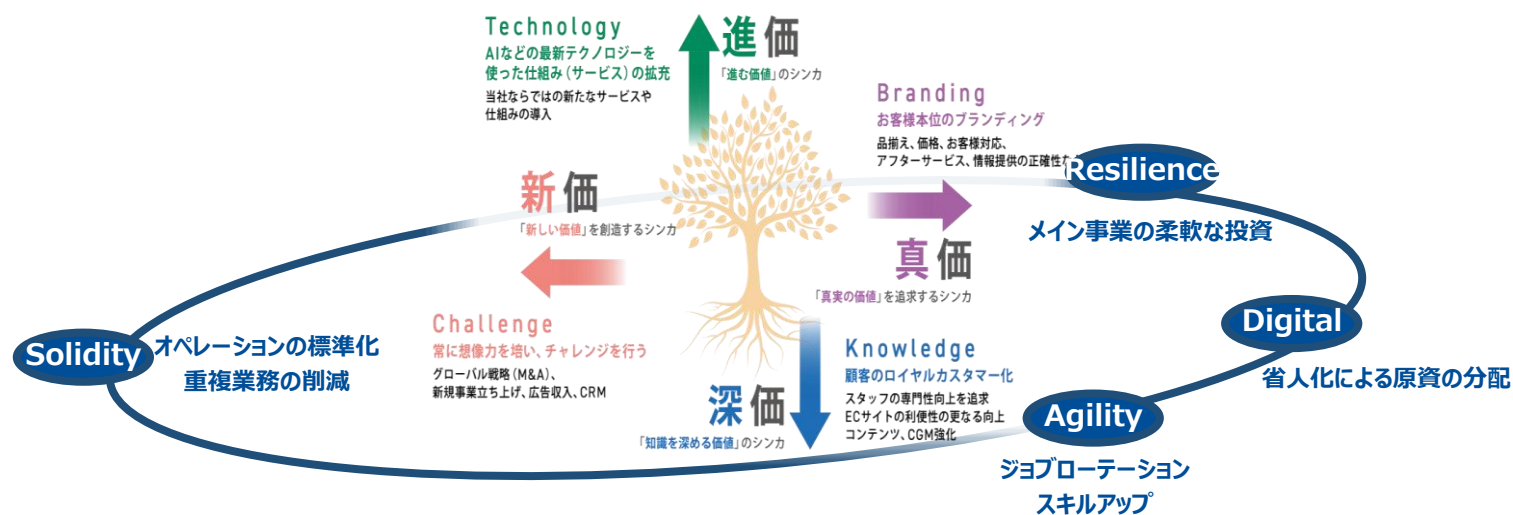 Technology
AIなどの最新テクノロジーを
使った仕組み（サービス）の拡充
当社ならではの新たなサービスや
仕組みの導入
進価
「進む価値」のシンカ
Branding
お客様本位のブランディング
品揃え、価格、お客様対応、
アフターサービス、情報提供の正確性な
Resilience
メイン事業の柔軟な投資
新価
「新しい価値」を創造するシンカ
真価
「真実の価値」を追求するシンカ
Challenge
常に想像力を培い、チャレンジを行う
グローバル戦略（M&A）、
新規事業立ち上げ、広告収入、CRM
Solidity
オペレーションの標準化
重複業務の削減
Digital
省人化による原資の分配
Knowledge
顧客のロイヤルカスタマー化
スタッフの専門性向上を追求
ECサイトの利便性の更なる向上
コンテンツ、CGM強化
深価
「知識を深める価値」のシンカ
Agility
ジョブローテーション
スキルアップ